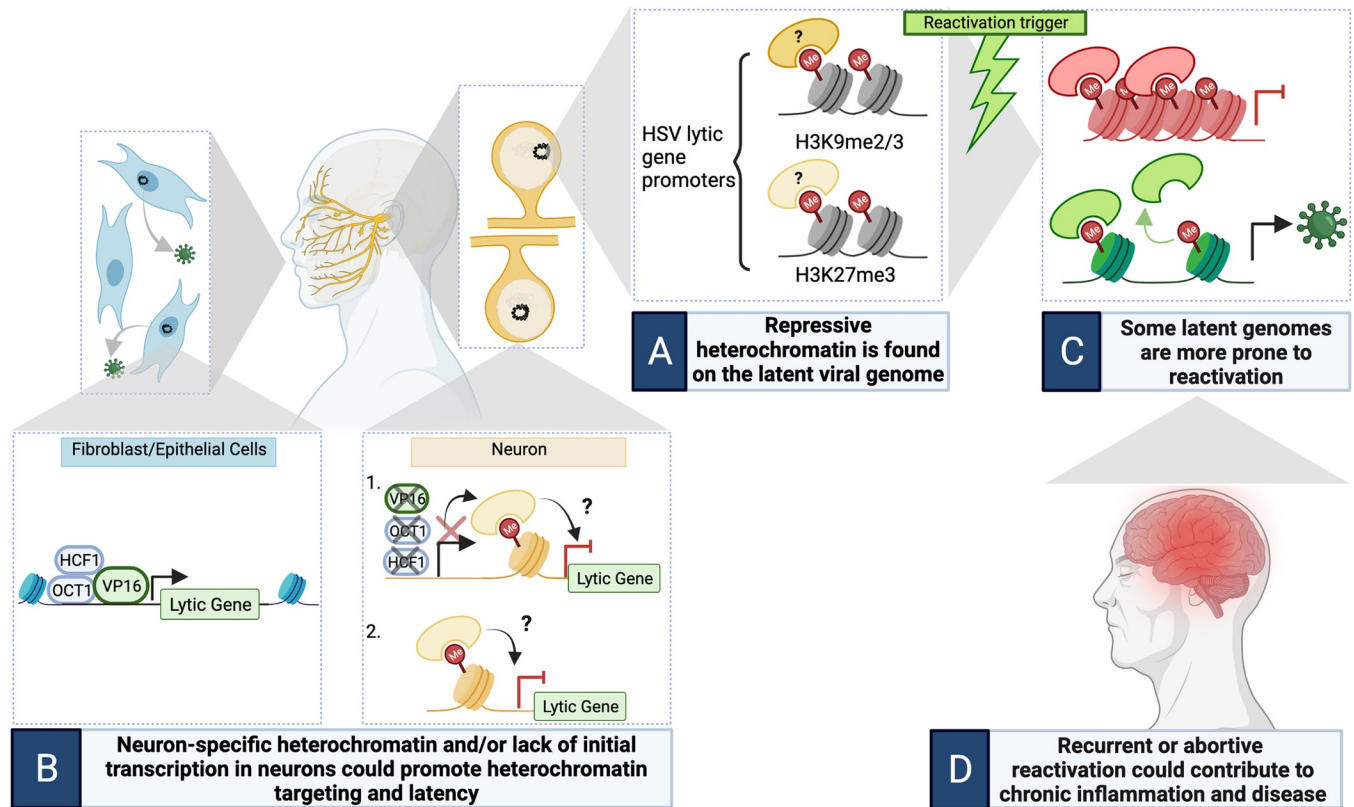 Reactivation trigger
?
Me
Me
H3K9me2/3
HSV lytic
gene
promoters
?
Me
Me
H3K27me3
Me
Me
Me
Me
Me
Me
A
Repressive
heterochromatin is found
on the latent viral genome
C
Some latent genomes
are more prone to
reactivation
Fibroblast/Epithelial Cells
HCF1
OCT1
VP16
Lytic Gene
Neuron
1.
VP16
OCT1
HCF1
Me
?
Lytic Gene
2.
Me
?
Lytic Gene
B
Neuron-specific heterochromatin and/or lack of initial
transcription in neurons could promote heterochromatin
targeting and latency
D
Recurrent or abortive
reactivation could contribute to
chronic inflammation and disease